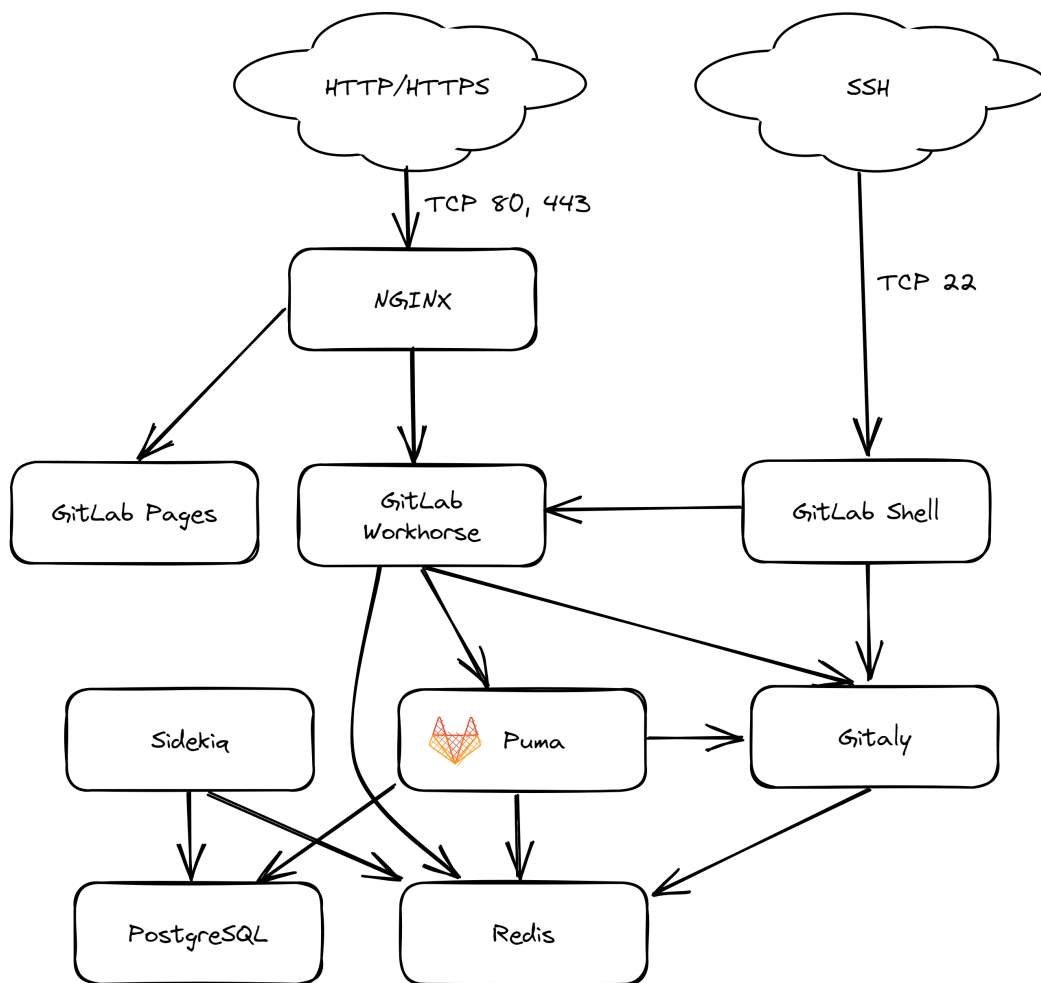 HTTP/HTTPS
SSH
TCP 80, 443
TCP 22
NGINX
GitLab Pages
GitLab
Workhorse
GitLab Shell
Sidekiq
Puma
Gitaly
PostgreSQL
Redis